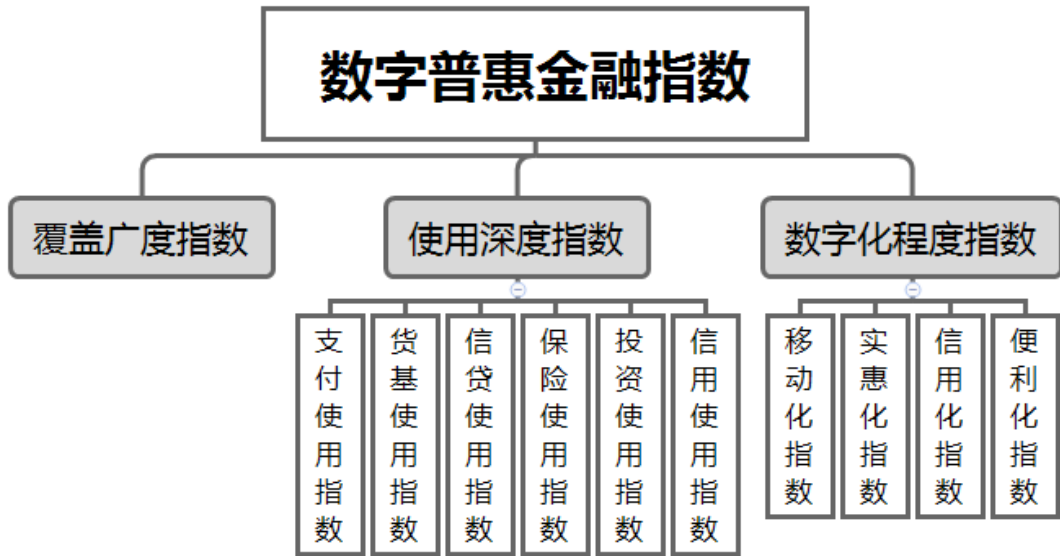 数字普惠金融指数
覆盖广度指数
使用深度指数
数字化程度指数
支付使用指数
货基使用指数
信贷使用指数
保险使用指数
投资使用指数
信用使用指数
移动化指数
实惠化指数
信用化指数
便利化指数